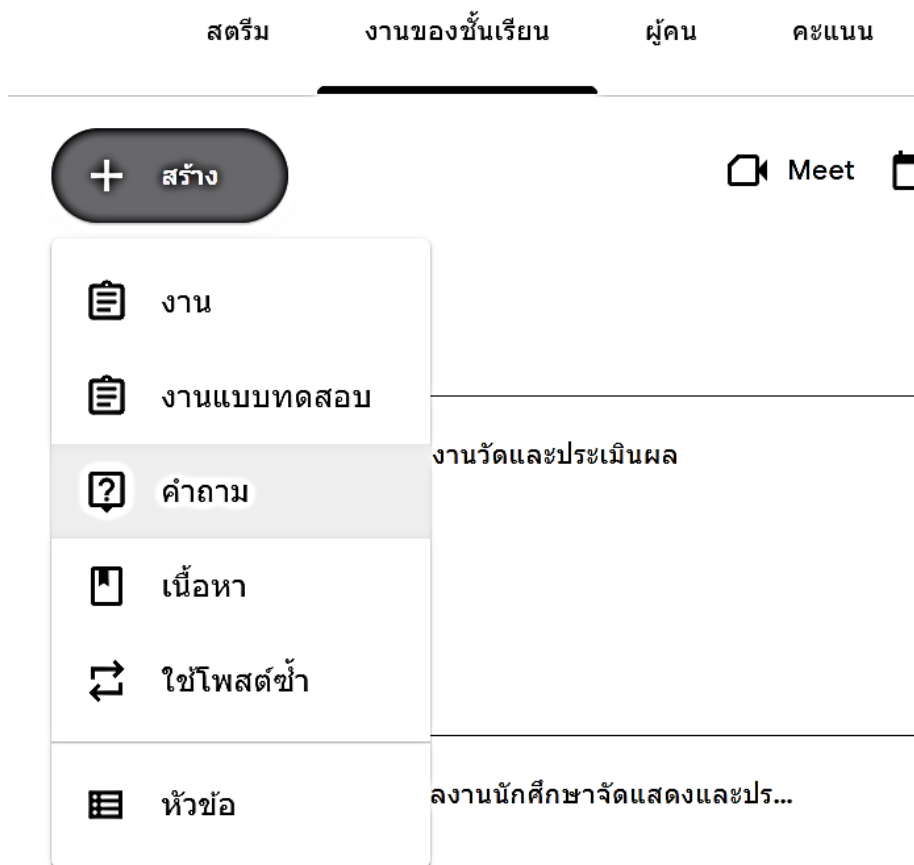 สตรีม งานของชั้นเรียน ผู้คน คะแนน
สร้าง Meet
งาน
งานแบบทดสอบ
งานวัดและประเมินผล
คำถาม
เนื้อหา
ใช้โพสต์ซ้ำ
หัวข้อ
ลงานนักศึกษาจัดแสดงและปร...